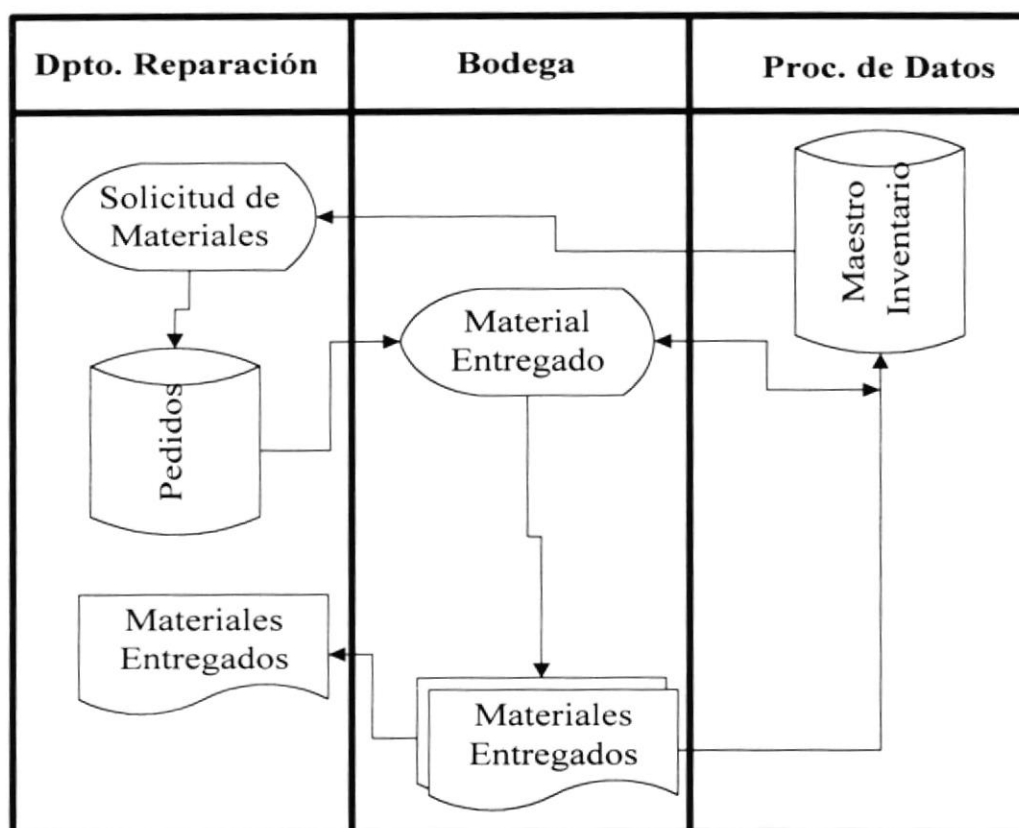 Dpto. Reparación
Bodega
Proc. de Datos
Solicitud de
Materiales
Maestro
Inventario
Material
Entregado
Pedidos
Materiales
Entregados
Materiales
Entregados